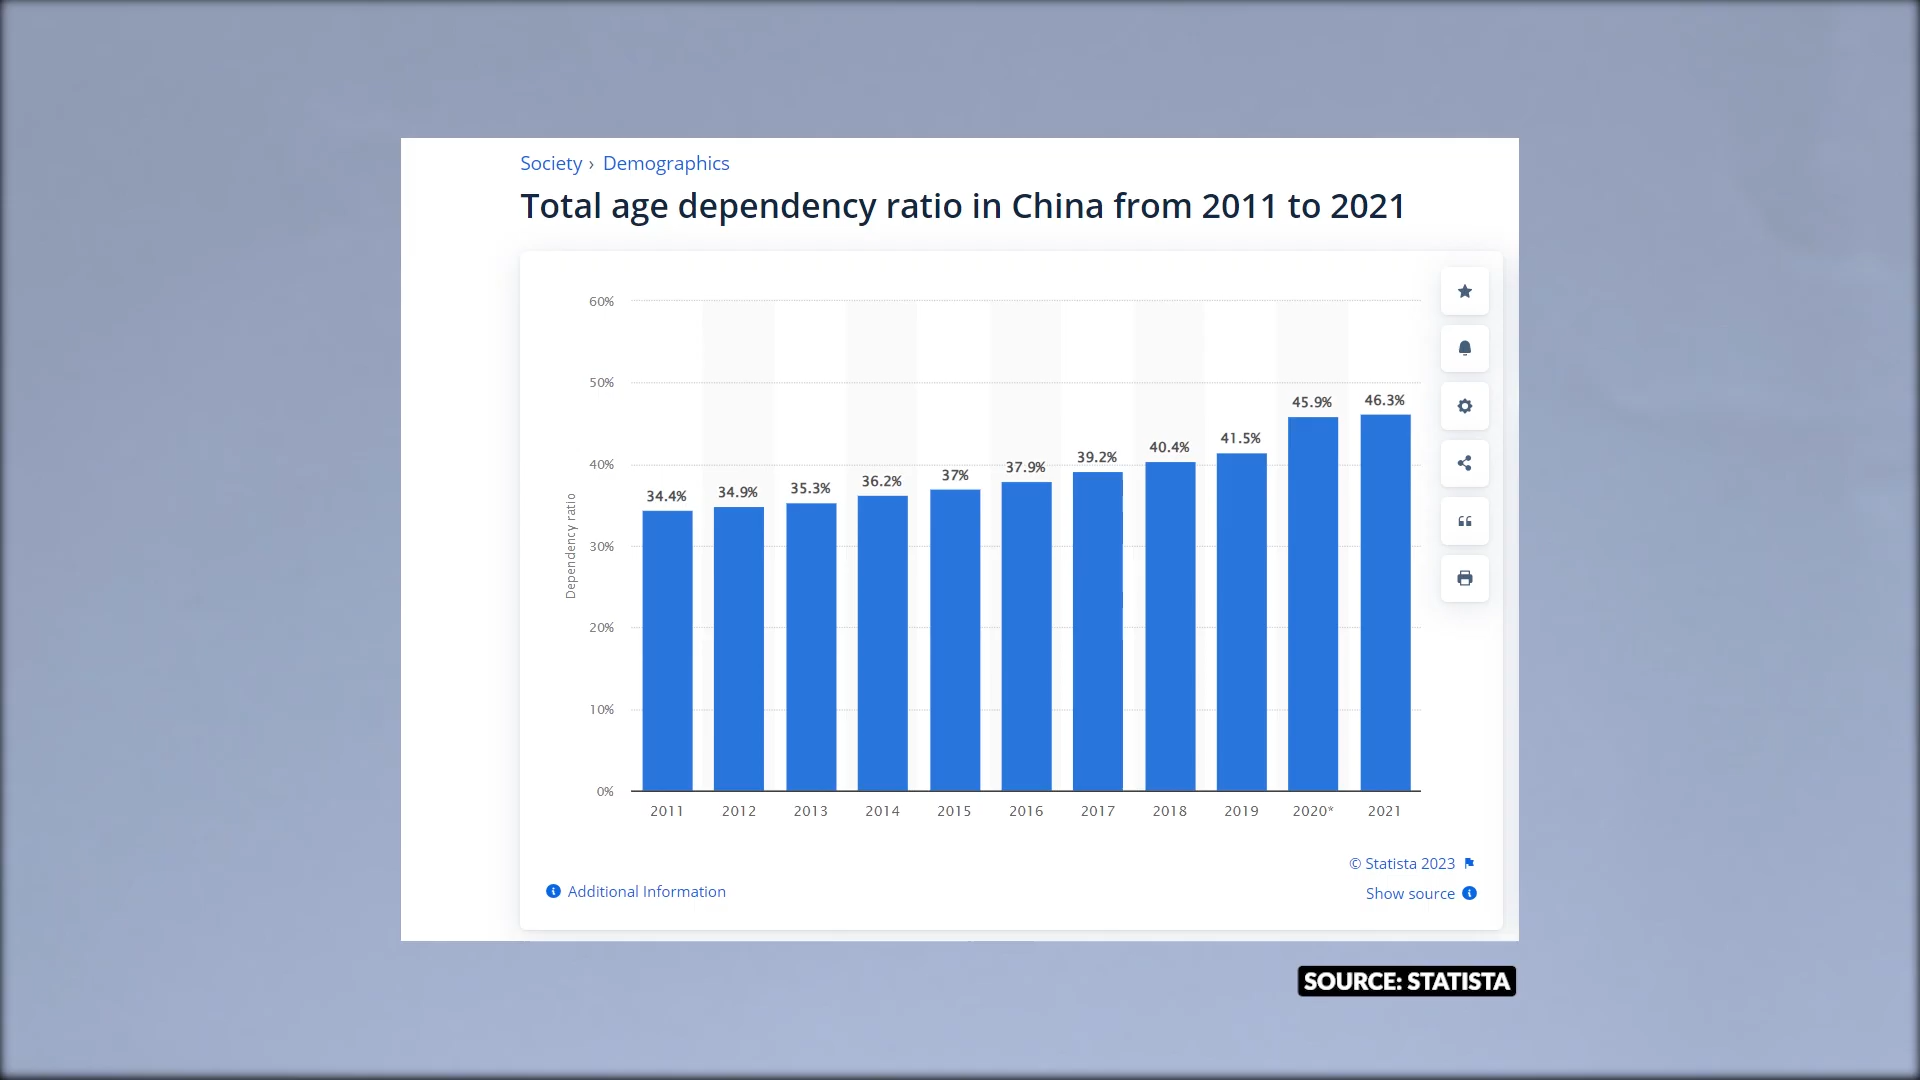 Society › Demographics
Total age dependency ratio in China from 2011 to 2021
60%
50%
40%
30%
20%
10%
0%
Dependency ratio
34.4%
34.9%
35.3%
36.2%
37%
37.9%
39.2%
40.4%
41.5%
45.9%
46.3%
2011 2012 2013 2014 2015 2016 2017 2018 2019 2020* 2021
© Statista 2023
Additional Information
Show source
SOURCE: STATISTA